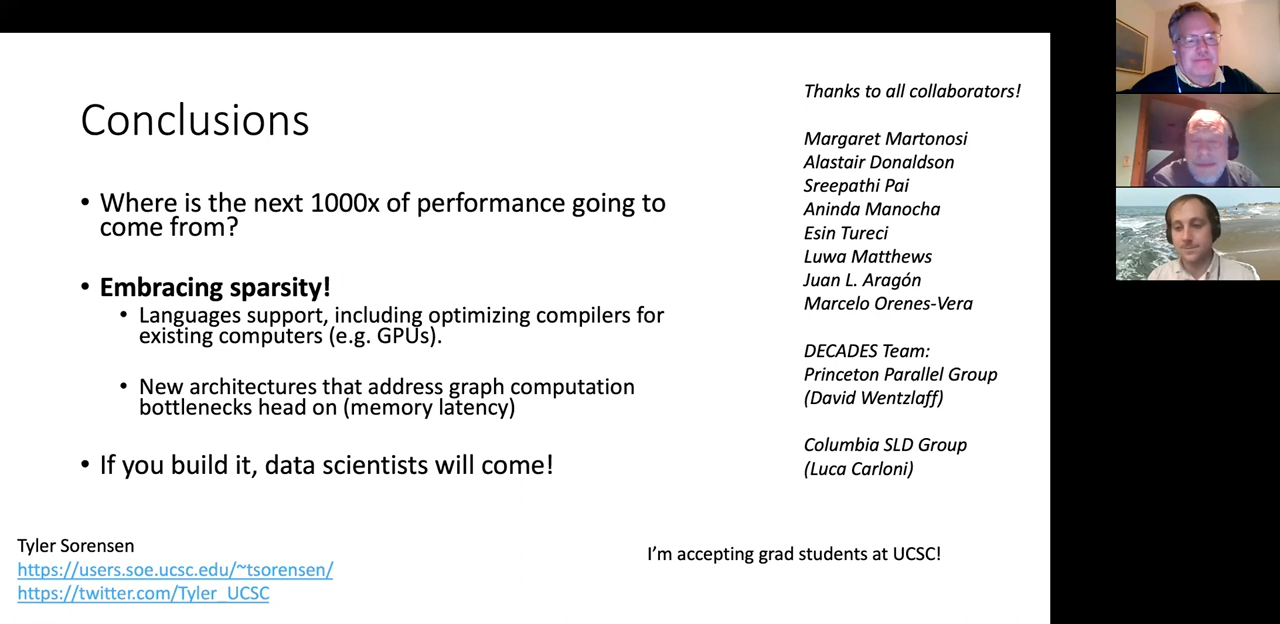 Conclusions
• Where is the next 1000x of performance going to
come from?
• Embracing sparsity!
• Languages support, including optimizing compilers for
existing computers (e.g. GPUs).
• New architectures that address graph computation
bottlenecks head on (memory latency)
• If you build it, data scientists will come!
Thanks to all collaborators!
Margaret Martonosi
Alastair Donaldson
Sreepathi Pai
Aninda Manocha
Esin Tureci
Luwa Matthews
Juan L. Aragón
Marcelo Orenes-Vera
DECADES Team:
Princeton Parallel Group
(David Wentzlaff)
Columbia SLD Group
(Luca Carloni)
Tyler Sorensen
https://users.soe.ucsc.edu/~tsorensen/
https://twitter.com/Tyler_UCSC
I'm accepting grad students at UCSC!